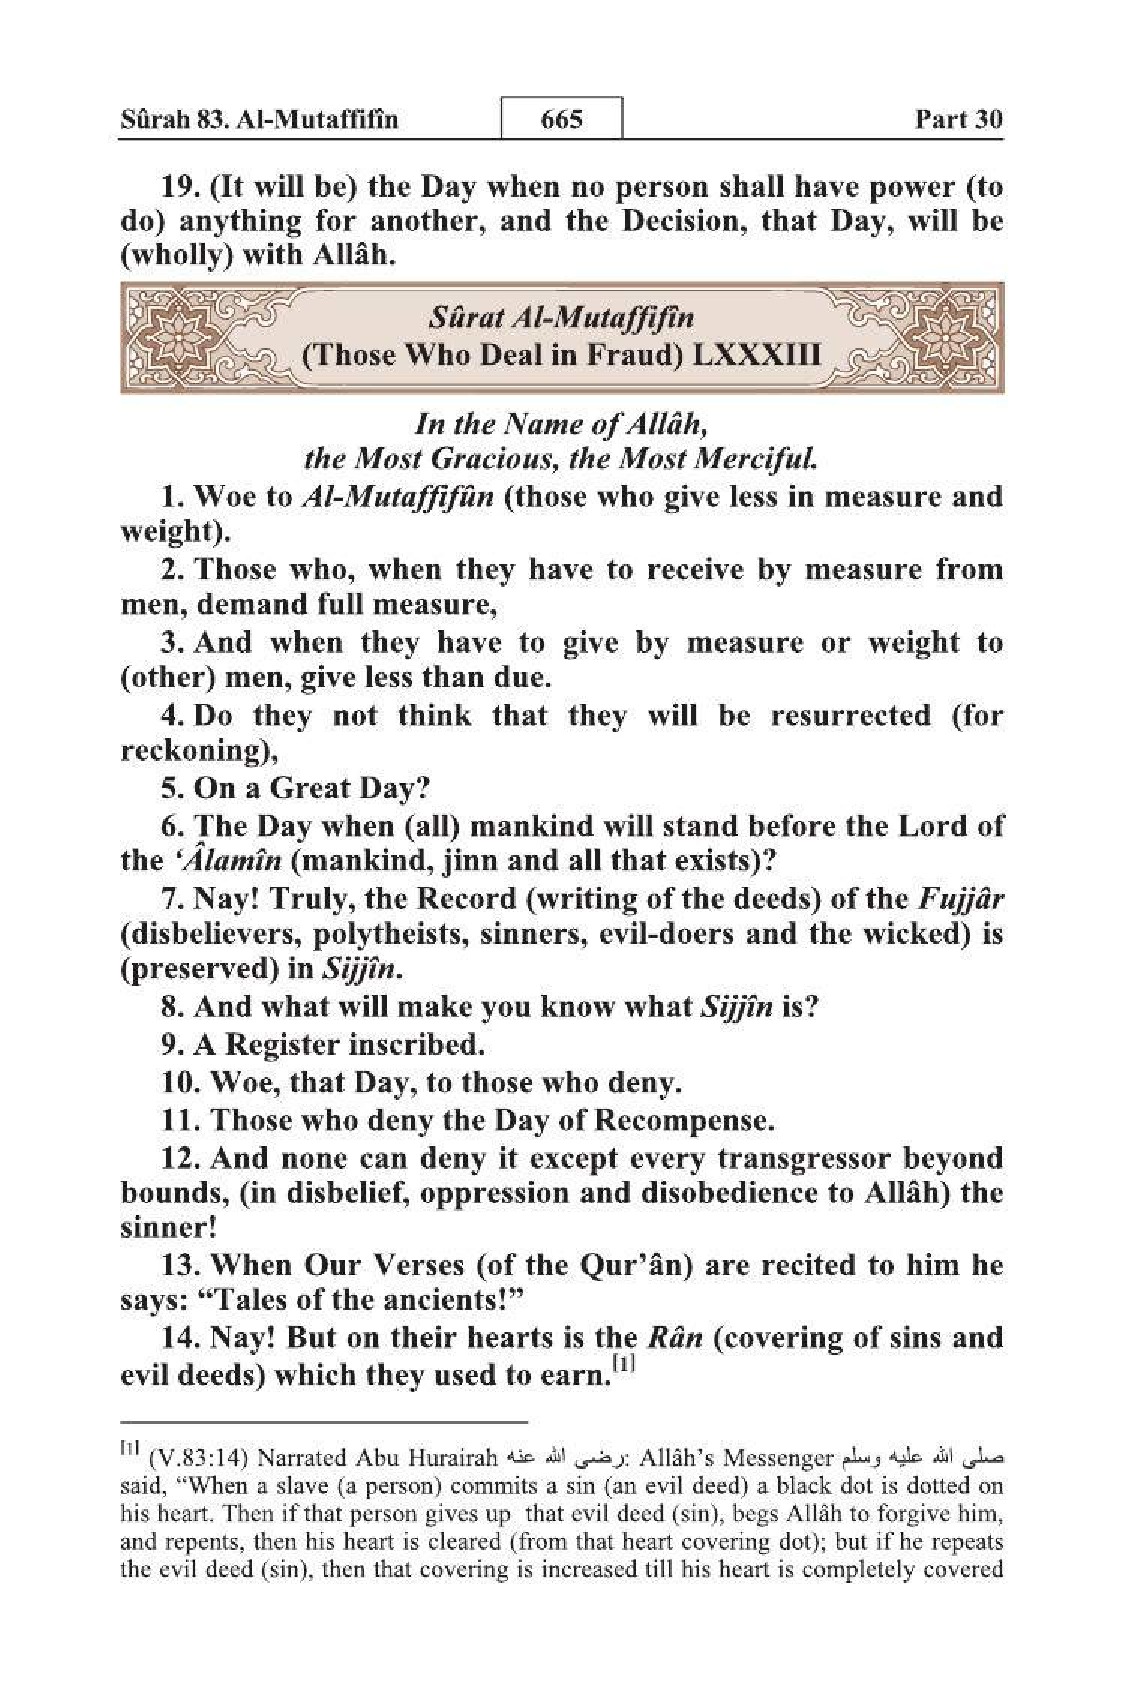 Sûrah 83. Al-Mutaffifîn 665 Part 30
19. (It will be) the Day when no person shall have power (to
do) anything for another, and the Decision, that Day, will be
(wholly) with Allâh.
Sûrat Al-Mutaffifîn
(Those Who Deal in Fraud) LXXXIII
In the Name of Allâh,
the Most Gracious, the Most Merciful.
1. Woe to Al-Mutaffifûn (those who give less in measure and
weight).
2. Those who, when they have to receive by measure from
men, demand full measure,
3. And when they have to give by measure or weight to
(other) men, give less than due.
4. Do they not think that they will be resurrected (for
reckoning),
5. On a Great Day?
6. The Day when (all) mankind will stand before the Lord of
the ‘Âlamîn (mankind, jinn and all that exists)?
7. Nay! Truly, the Record (writing of the deeds) of the Fujjâr
(disbelievers, polytheists, sinners, evil-doers and the wicked) is
(preserved) in Sijjîn.
8. And what will make you know what Sijjîn is?
9. A Register inscribed.
10. Woe, that Day, to those who deny.
11. Those who deny the Day of Recompense.
12. And none can deny it except every transgressor beyond
bounds, (in disbelief, oppression and disobedience to Allâh) the
sinner!
13. When Our Verses (of the Qur’ân) are recited to him he
says: “Tales of the ancients!”
14. Nay! But on their hearts is the Rân (covering of sins and
evil deeds) which they used to earn.[1]
[1] (V.83:14) Narrated Abu Hurairah رضى الله عنه: Allâh’s Messenger صلى الله عليه وسلم
said, “When a slave (a person) commits a sin (an evil deed) a black dot is dotted on
his heart. Then if that person gives up that evil deed (sin), begs Allâh to forgive him,
and repents, then his heart is cleared (from that heart covering dot); but if he repeats
the evil deed (sin), then that covering is increased till his heart is completely covered